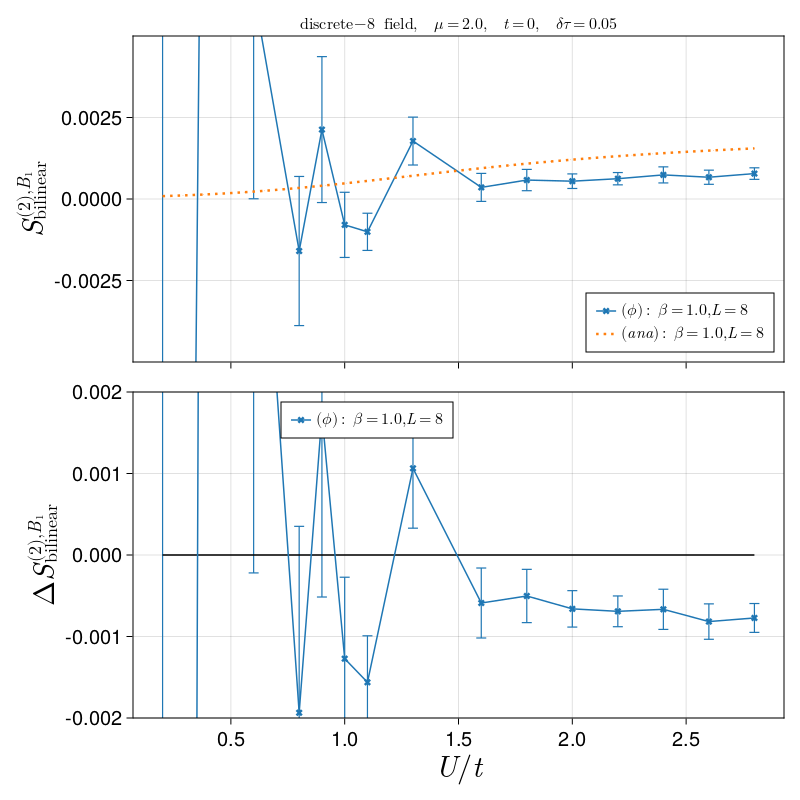 discrete−8 field, μ = 2.0, t = 0, δτ = 0.05
S^{(2),B_1}_{bilinear}
0.0025
0.0000
-0.0025
(ϕ) : β = 1.0,L = 8
(ana) : β = 1.0,L = 8
ΔS^{(2),B_1}_{bilinear}
0.002
0.001
0.000
-0.001
-0.002
(ϕ) : β = 1.0,L = 8
0.5 1.0 1.5 2.0 2.5
U/t